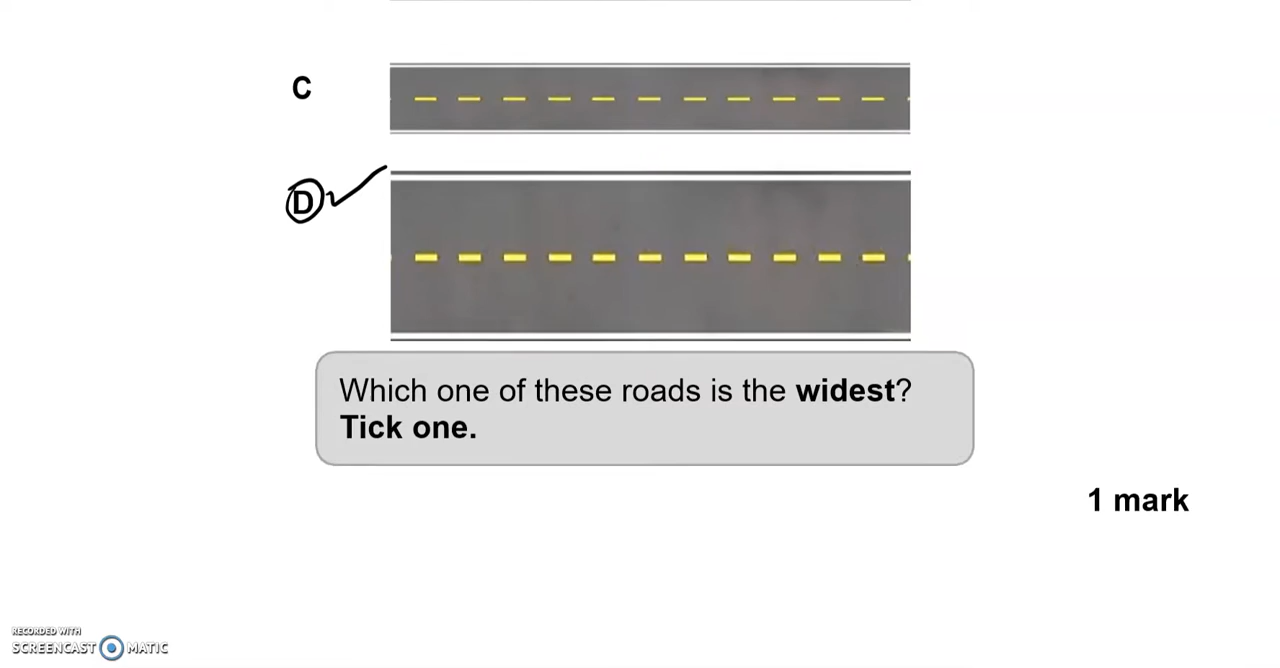 C
D
Which one of these roads is the widest?
Tick one.
1 mark
RECORDED WITH
SCREENCAST MATIC